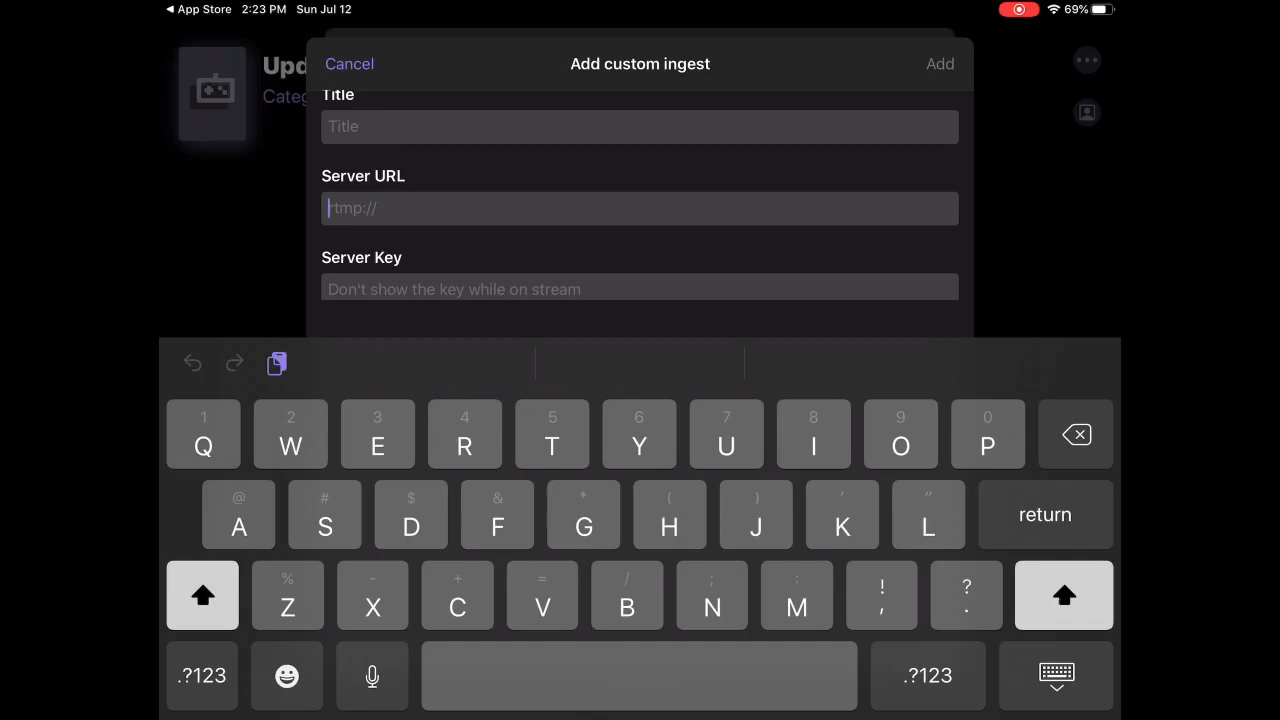 App Store 2:23 PM Sun Jul 12 69%
Upd
Categ
Cancel Add custom ingest Add
Title
Title
Server URL
rtmp://
Server Key
Don't show the key while on stream
1 2 3 4 5 6 7 8 9 0
Q W E R T Y U I O P
@ # $ & * ( ) ' "
A S D F G H J K L return
% - + = / ; : ! ?
Z X C V B N M , .
.?123 .?123